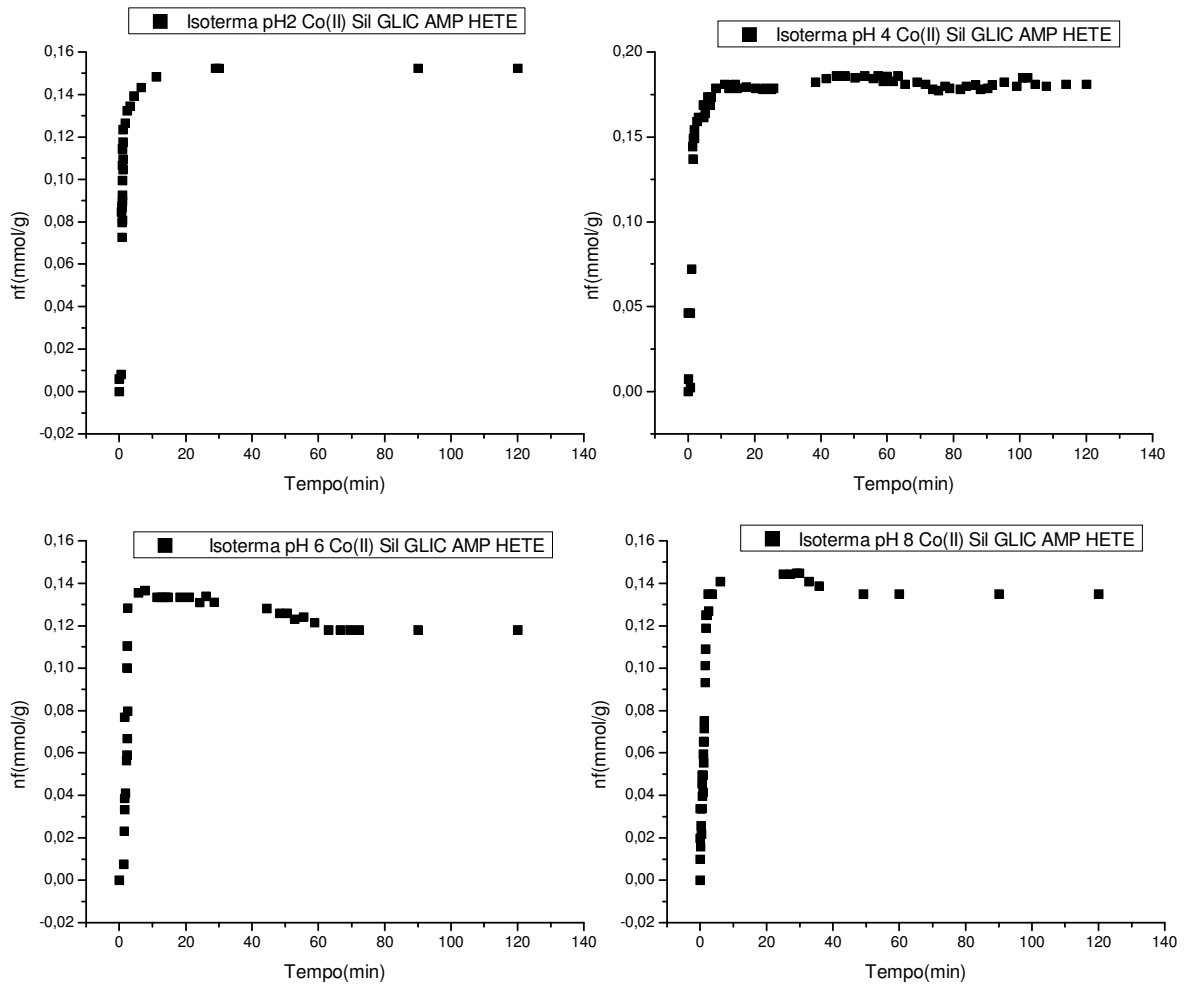 Isoterma pH2 Co(II) Sil GLIC AMP HETE
0,16
0,14
0,12
0,10
0,08
0,06
0,04
0,02
0,00
-0,02
nf(mmol/g)
0 20 40 60 80 100 120 140
Tempo(min)
Isoterma pH 4 Co(II) Sil GLIC AMP HETE
0,20
0,15
0,10
0,05
0,00
nf(mmol/g)
0 20 40 60 80 100 120 140
Tempo(min)
Isoterma pH 6 Co(II) Sil GLIC AMP HETE
0,16
0,14
0,12
0,10
0,08
0,06
0,04
0,02
0,00
-0,02
nf(mmol/g)
0 20 40 60 80 100 120 140
Tempo(min)
Isoterma pH 8 Co(II) Sil GLIC AMP HETE
0,16
0,14
0,12
0,10
0,08
0,06
0,04
0,02
0,00
-0,02
nf(mmol/g)
0 20 40 60 80 100 120 140
Tempo(min)